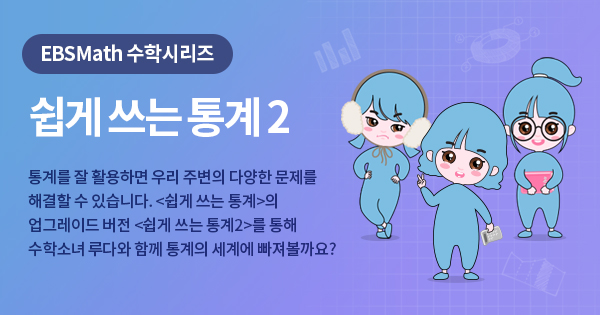 EBSMath 수학시리즈
쉽게 쓰는 통계 2
통계를 잘 활용하면 우리 주변의 다양한 문제를
해결할 수 있습니다. <쉽게 쓰는 통계>의
업그레이드 버전 <쉽게 쓰는 통계2>를 통해
수학소녀 루다와 함께 통계의 세계에 빠져볼까요?